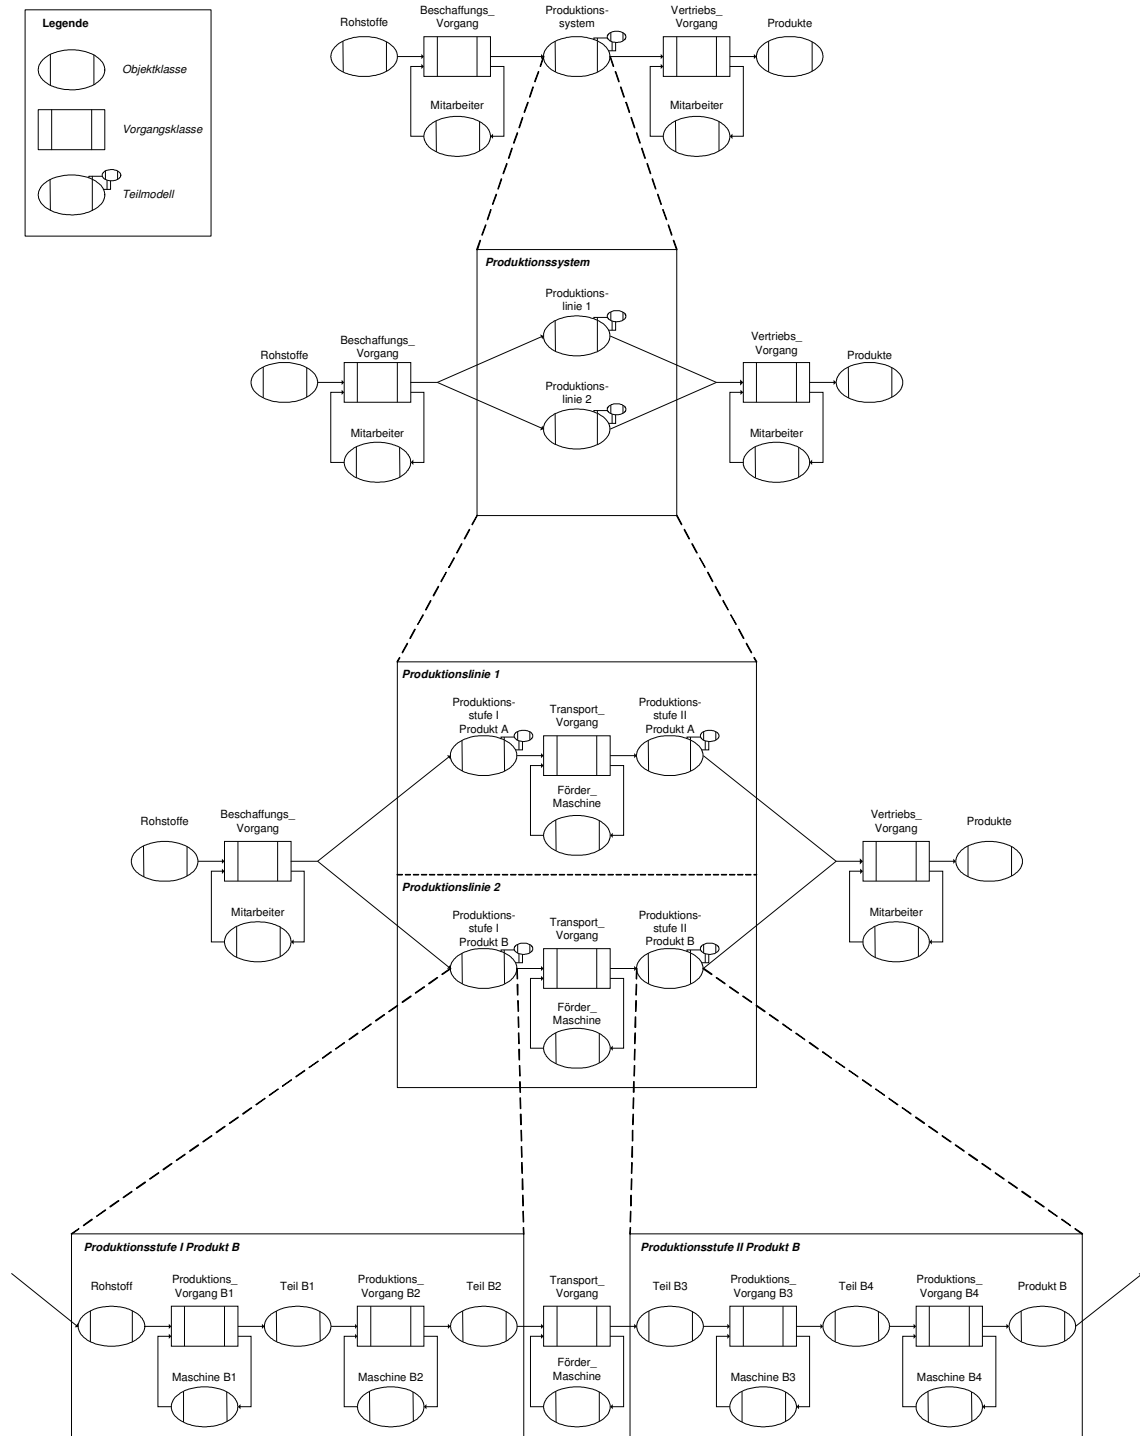 Legende
Objektklasse
Vorgangsklasse
Teilmodell
Rohstoffe
Beschaffungs_
Vorgang
Produktions-
system
Vertriebs_
Vorgang
Produkte
Mitarbeiter
Mitarbeiter
Produktionssystem
Produktions-
linie 1
Rohstoffe
Beschaffungs_
Vorgang
Vertriebs_
Vorgang
Produkte
Produktions-
linie 2
Mitarbeiter
Mitarbeiter
Produktionslinie 1
Produktions-
stufe I
Produkt A
Transport_
Vorgang
Produktions-
stufe II
Produkt A
Förder_
Maschine
Rohstoffe
Beschaffungs_
Vorgang
Vertriebs_
Vorgang
Produkte
Mitarbeiter
Mitarbeiter
Produktionslinie 2
Produktions-
stufe I
Produkt B
Transport_
Vorgang
Produktions-
stufe II
Produkt B
Förder_
Maschine
Produktionsstufe I Produkt B
Rohstoff
Produktions_
Vorgang B1
Teil B1
Produktions_
Vorgang B2
Teil B2
Maschine B1
Maschine B2
Transport_
Vorgang
Förder_
Maschine
Produktionsstufe II Produkt B
Teil B3
Produktions_
Vorgang B3
Teil B4
Produktions_
Vorgang B4
Produkt B
Maschine B3
Maschine B4